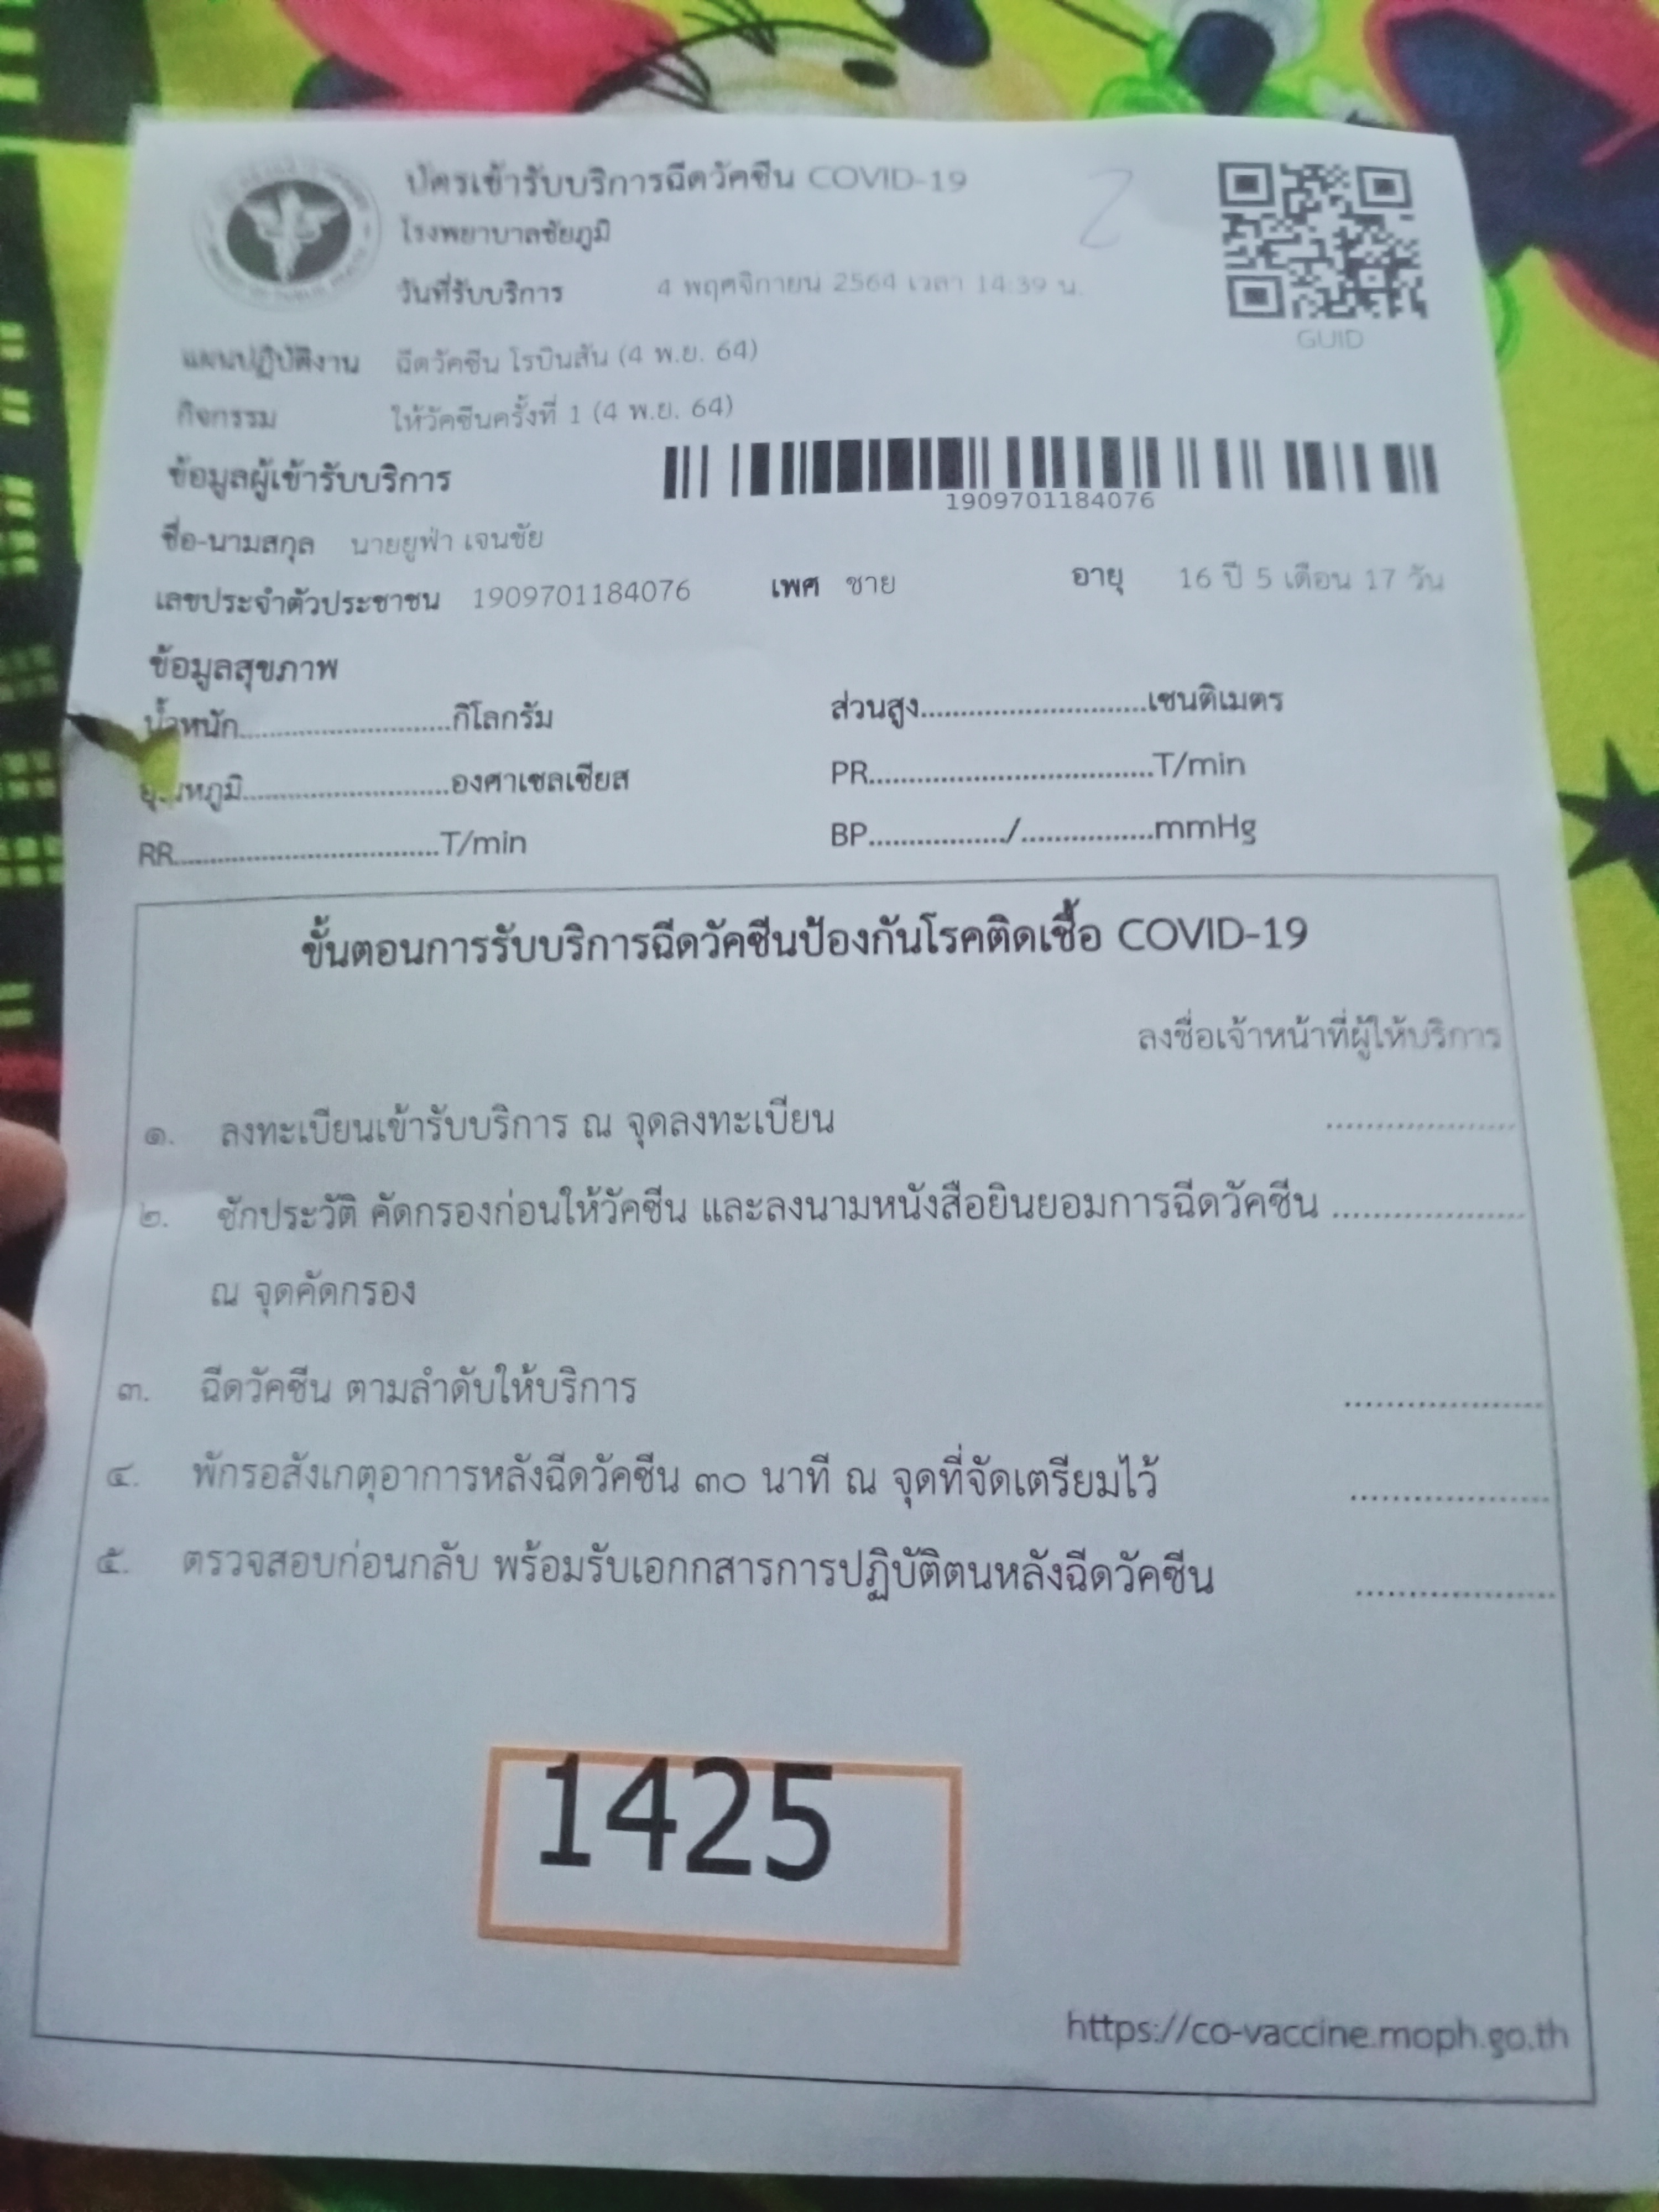 บัตรเข้ารับบริการฉีดวัคซีน COVID-19
2
โรงพยาบาลชัยภูมิ
วันที่รับบริการ 4 พฤศจิกายน 2564 เวลา 14:39 น.
GUID
แผนปฏิบัติงาน ฉีดวัคซีน โรบินสัน (4 พ.ย. 64)
กิจกรรม ให้วัคซีนครั้งที่ 1 (4 พ.ย. 64)
ข้อมูลผู้เข้ารับบริการ
1909701184076
ชื่อ-นามสกุล นายยูฟ่า เจนชัย
เลขประจำตัวประชาชน 1909701184076 เพศ ชาย อายุ 16 ปี 5 เดือน 17 วัน
ข้อมูลสุขภาพ
น้ำหนัก..........................กิโลกรัม ส่วนสูง............................เซนติเมตร
อุณหภูมิ..........................องศาเซลเซียส PR...................................T/min
RR.................................T/min BP................/................mmHg
ขั้นตอนการรับบริการฉีดวัคซีนป้องกันโรคติดเชื้อ COVID-19
ลงชื่อเจ้าหน้าที่ผู้ให้บริการ
๑. ลงทะเบียนเข้ารับบริการ ณ จุดลงทะเบียน ....................
๒. ซักประวัติ คัดกรองก่อนให้วัคซีน และลงนามหนังสือยินยอมการฉีดวัคซีน ....................
ณ จุดคัดกรอง
๓. ฉีดวัคซีน ตามลำดับให้บริการ ....................
๔. พักรอสังเกตุอาการหลังฉีดวัคซีน ๓๐ นาที ณ จุดที่จัดเตรียมไว้ ....................
๕. ตรวจสอบก่อนกลับ พร้อมรับเอกกสารการปฏิบัติตนหลังฉีดวัคซีน ....................
1425
https://co-vaccine.moph.go.th